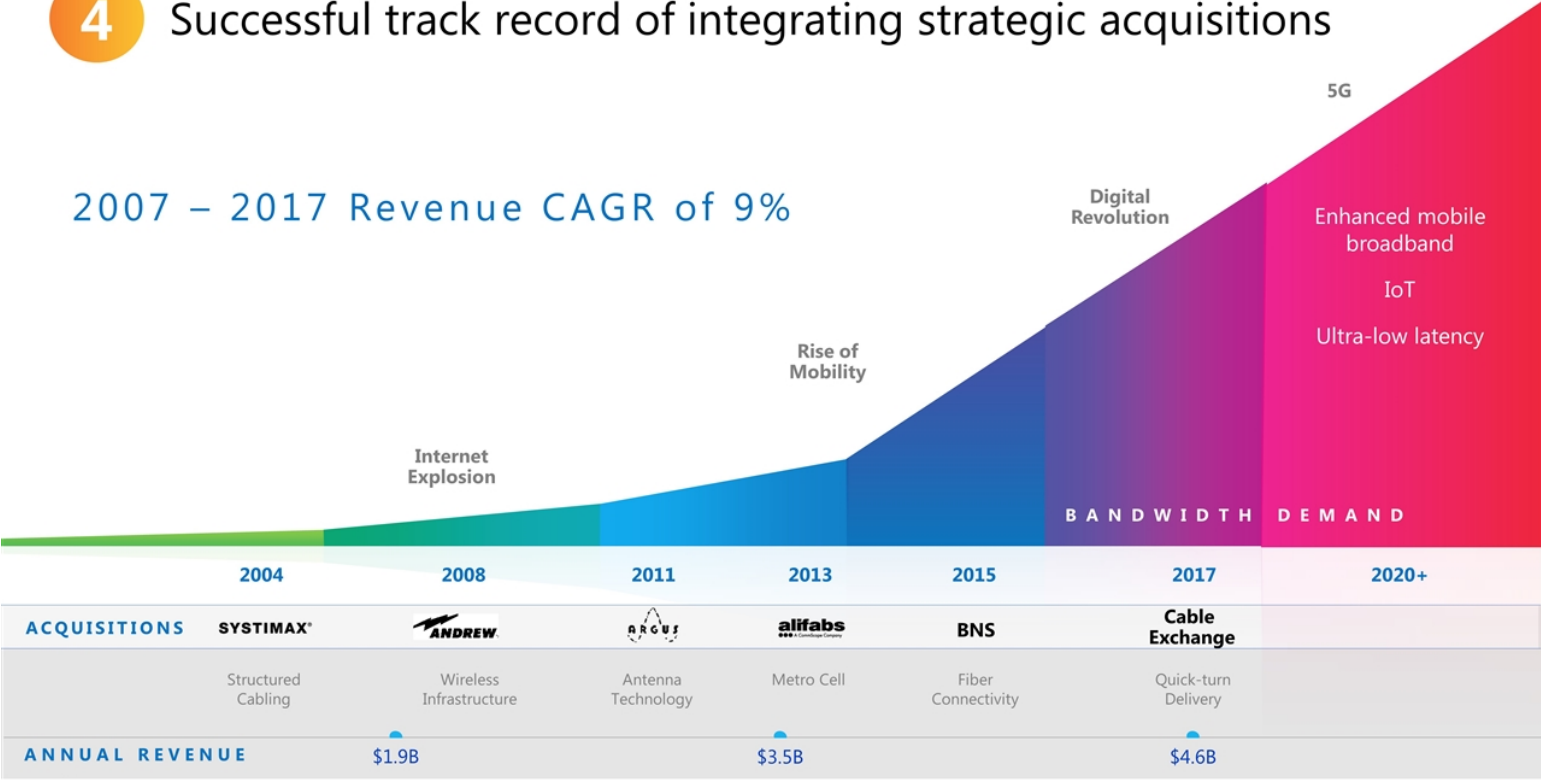 4 Successful track record of integrating strategic acquisitions
5G
2007 – 2017 Revenue CAGR of 9%
Digital
Revolution
Enhanced mobile
broadband
IoT
Ultra-low latency
Rise of
Mobility
Internet
Explosion
BANDWIDTH DEMAND
2004 2008 2011 2013 2015 2017 2020+
ACQUISITIONS SYSTIMAX® ANDREW. ARGUS alifabs BNS Cable
Exchange
A CommScope Company
Structured
Cabling
Wireless
Infrastructure
Antenna
Technology
Metro Cell
Fiber
Connectivity
Quick-turn
Delivery
ANNUAL REVENUE $1.9B $3.5B $4.6B